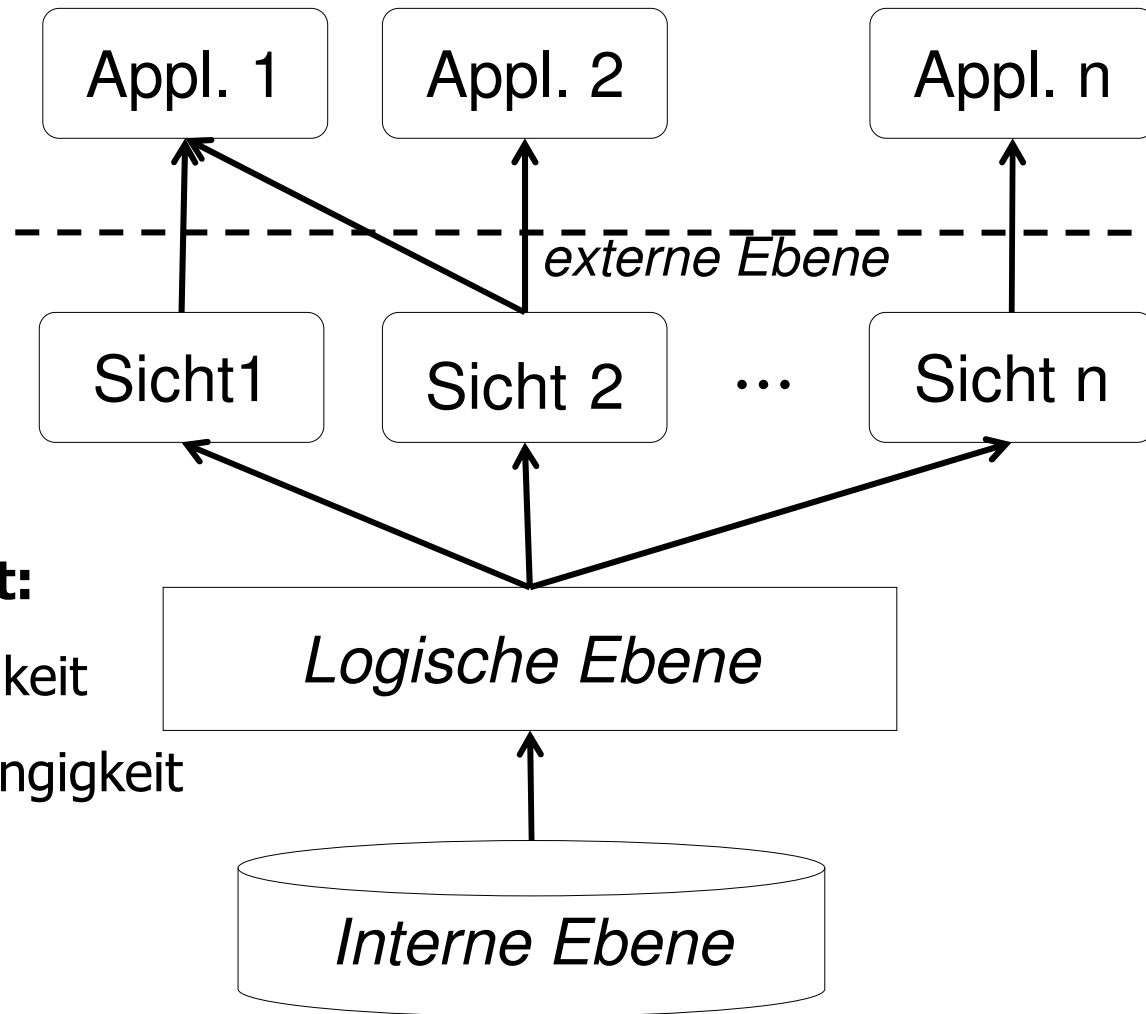 Appl. 1 Appl. 2 Appl. n
externe Ebene
Sicht1 Sicht 2 ... Sicht n
t:
keit
Logische Ebene
ngigkeit
Interne Ebene